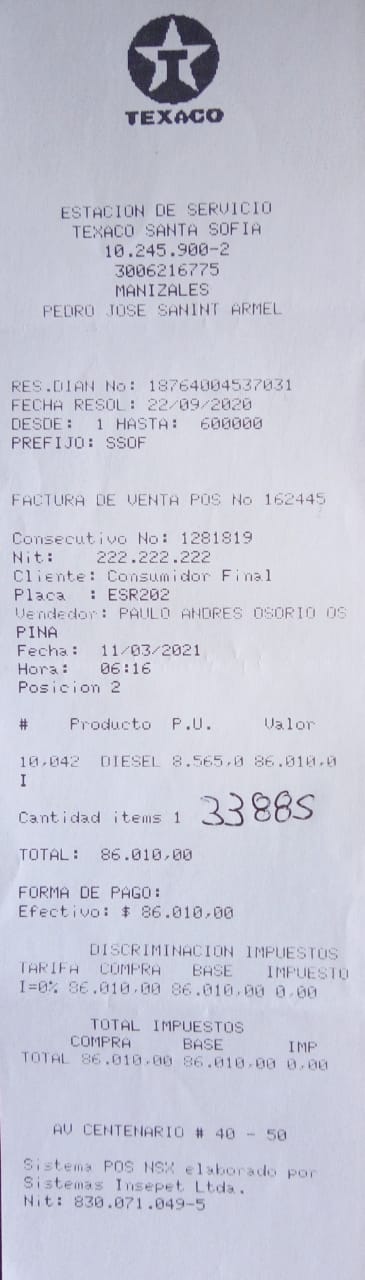 TEXACO
ESTACION DE SERVICIO
TEXACO SANTA SOFIA
10.245.900-2
3006216775
MANIZALES
PEDRO JOSE SANINT ARMEL
RES.DIAN No: 18764004537031
FECHA RESOL: 22/09/2020
DESDE: 1 HASTA: 600000
PREFIJO: SSOF
FACTURA DE VENTA POS No 162445
Consecutivo No: 1281819
Nit: 222.222.222
Cliente: Consumidor Final
Placa : ESR202
Vendedor: PAULO ANDRES OSORIO OS
PINA
Fecha: 11/03/2021
Hora: 06:16
Posicion 2
# Producto P.U. Valor
10,042 DIESEL 8.565,0 86.010,0
I
Cantidad items 1 33885
TOTAL: 86.010,00
FORMA DE PAGO:
Efectivo: $ 86.010,00
DISCRIMINACION IMPUESTOS
TARIFA COMPRA BASE IMPUESTO
I=0% 86.010,00 86.010,00 0,00
TOTAL IMPUESTOS
COMPRA BASE IMP
TOTAL 86.010,00 86.010,00 0,00
AV CENTENARIO # 40 - 50
Sistema POS NSX elaborado por
Sistemas Insepet Ltda.
Nit: 830.071.049-5